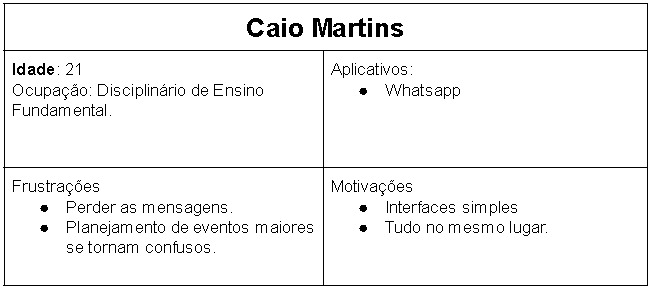 Caio Martins
Idade: 21
Ocupação: Disciplinário de Ensino
Fundamental.
Aplicativos:
● Whatsapp
Frustrações
● Perder as mensagens.
● Planejamento de eventos maiores
se tornam confusos.
Motivações
● Interfaces simples
● Tudo no mesmo lugar.